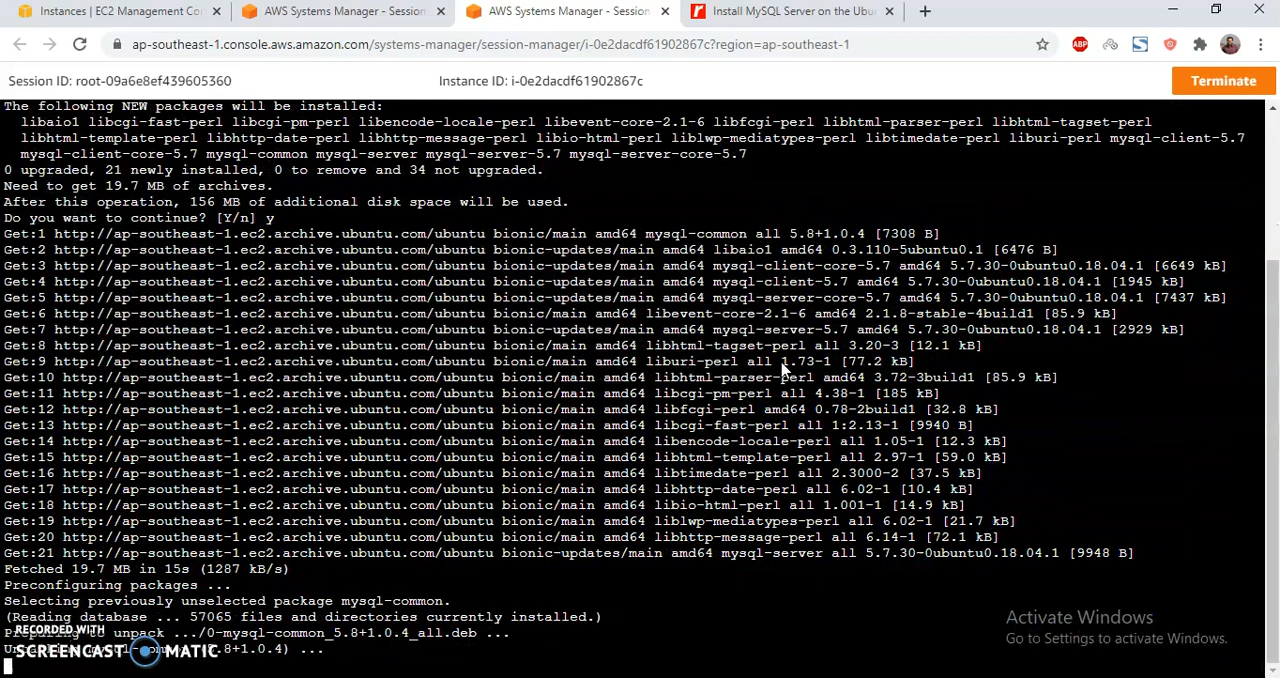 Instances | EC2 Management Co
AWS Systems Manager - Session
AWS Systems Manager - Session
Install MySQL Server on the Ubu
ap-southeast-1.console.aws.amazon.com/systems-manager/session-manager/i-0e2dacdf61902867c?region=ap-southeast-1
ABP
Session ID: root-09a6e8ef439605360
Instance ID: i-0e2dacdf61902867c
Terminate
The following NEW packages will be installed:
libaio1 libcgi-fast-perl libcgi-pm-perl libencode-locale-perl libevent-core-2.1-6 libfcgi-perl libhtml-parser-perl libhtml-tagset-perl
libhtml-template-perl libhttp-date-perl libhttp-message-perl libio-html-perl liblwp-mediatypes-perl libtimedate-perl liburi-perl mysql-client-5.7
mysql-client-core-5.7 mysql-common mysql-server mysql-server-5.7 mysql-server-core-5.7
0 upgraded, 21 newly installed, 0 to remove and 34 not upgraded.
Need to get 19.7 MB of archives.
After this operation, 156 MB of additional disk space will be used.
Do you want to continue? [Y/n] y
Get:1 http://ap-southeast-1.ec2.archive.ubuntu.com/ubuntu bionic/main amd64 mysql-common all 5.8+1.0.4 [7308 B]
Get:2 http://ap-southeast-1.ec2.archive.ubuntu.com/ubuntu bionic-updates/main amd64 libaio1 amd64 0.3.110-5ubuntu0.1 [6476 B]
Get:3 http://ap-southeast-1.ec2.archive.ubuntu.com/ubuntu bionic-updates/main amd64 mysql-client-core-5.7 amd64 5.7.30-0ubuntu0.18.04.1 [6649 kB]
Get:4 http://ap-southeast-1.ec2.archive.ubuntu.com/ubuntu bionic-updates/main amd64 mysql-client-5.7 amd64 5.7.30-0ubuntu0.18.04.1 [1945 kB]
Get:5 http://ap-southeast-1.ec2.archive.ubuntu.com/ubuntu bionic-updates/main amd64 mysql-server-core-5.7 amd64 5.7.30-0ubuntu0.18.04.1 [7437 kB]
Get:6 http://ap-southeast-1.ec2.archive.ubuntu.com/ubuntu bionic/main amd64 libevent-core-2.1-6 amd64 2.1.8-stable-4build1 [85.9 kB]
Get:7 http://ap-southeast-1.ec2.archive.ubuntu.com/ubuntu bionic-updates/main amd64 mysql-server-5.7 amd64 5.7.30-0ubuntu0.18.04.1 [2929 kB]
Get:8 http://ap-southeast-1.ec2.archive.ubuntu.com/ubuntu bionic/main amd64 libhtml-tagset-perl all 3.20-3 [12.1 kB]
Get:9 http://ap-southeast-1.ec2.archive.ubuntu.com/ubuntu bionic/main amd64 liburi-perl all 1.73-1 [77.2 kB]
Get:10 http://ap-southeast-1.ec2.archive.ubuntu.com/ubuntu bionic/main amd64 libhtml-parser-perl amd64 3.72-3build1 [85.9 kB]
Get:11 http://ap-southeast-1.ec2.archive.ubuntu.com/ubuntu bionic/main amd64 libcgi-pm-perl all 4.38-1 [185 kB]
Get:12 http://ap-southeast-1.ec2.archive.ubuntu.com/ubuntu bionic/main amd64 libfcgi-perl amd64 0.78-2build1 [32.8 kB]
Get:13 http://ap-southeast-1.ec2.archive.ubuntu.com/ubuntu bionic/main amd64 libcgi-fast-perl all 1:2.13-1 [9940 B]
Get:14 http://ap-southeast-1.ec2.archive.ubuntu.com/ubuntu bionic/main amd64 libencode-locale-perl all 1.05-1 [12.3 kB]
Get:15 http://ap-southeast-1.ec2.archive.ubuntu.com/ubuntu bionic/main amd64 libhtml-template-perl all 2.97-1 [59.0 kB]
Get:16 http://ap-southeast-1.ec2.archive.ubuntu.com/ubuntu bionic/main amd64 libtimedate-perl all 2.3000-2 [37.5 kB]
Get:17 http://ap-southeast-1.ec2.archive.ubuntu.com/ubuntu bionic/main amd64 libhttp-date-perl all 6.02-1 [10.4 kB]
Get:18 http://ap-southeast-1.ec2.archive.ubuntu.com/ubuntu bionic/main amd64 libio-html-perl all 1.001-1 [14.9 kB]
Get:19 http://ap-southeast-1.ec2.archive.ubuntu.com/ubuntu bionic/main amd64 liblwp-mediatypes-perl all 6.02-1 [21.7 kB]
Get:20 http://ap-southeast-1.ec2.archive.ubuntu.com/ubuntu bionic/main amd64 libhttp-message-perl all 6.14-1 [72.1 kB]
Get:21 http://ap-southeast-1.ec2.archive.ubuntu.com/ubuntu bionic-updates/main amd64 mysql-server all 5.7.30-0ubuntu0.18.04.1 [9948 B]
Fetched 19.7 MB in 15s (1287 kB/s)
Preconfiguring packages ...
Selecting previously unselected package mysql-common.
(Reading database ... 57065 files and directories currently installed.)
Preparing to unpack .../0-mysql-common_5.8+1.0.4_all.deb ...
(5.8+1.0.4) ...
RECORDED WITH
SCREENCAST MATIC
Activate Windows
Go to Settings to activate Windows.